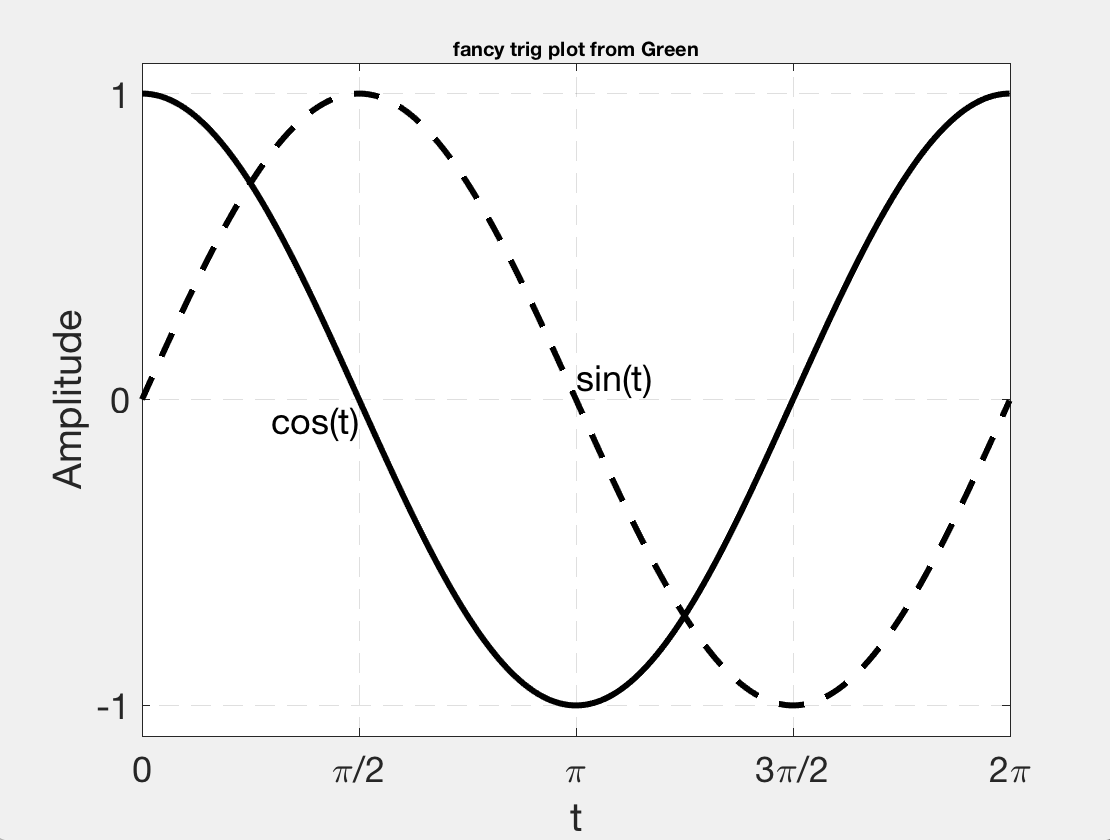 fancy trig plot from Green
1
0
-1
Amplitude
cos(t)
sin(t)
0 π/2 π 3π/2 2π
t